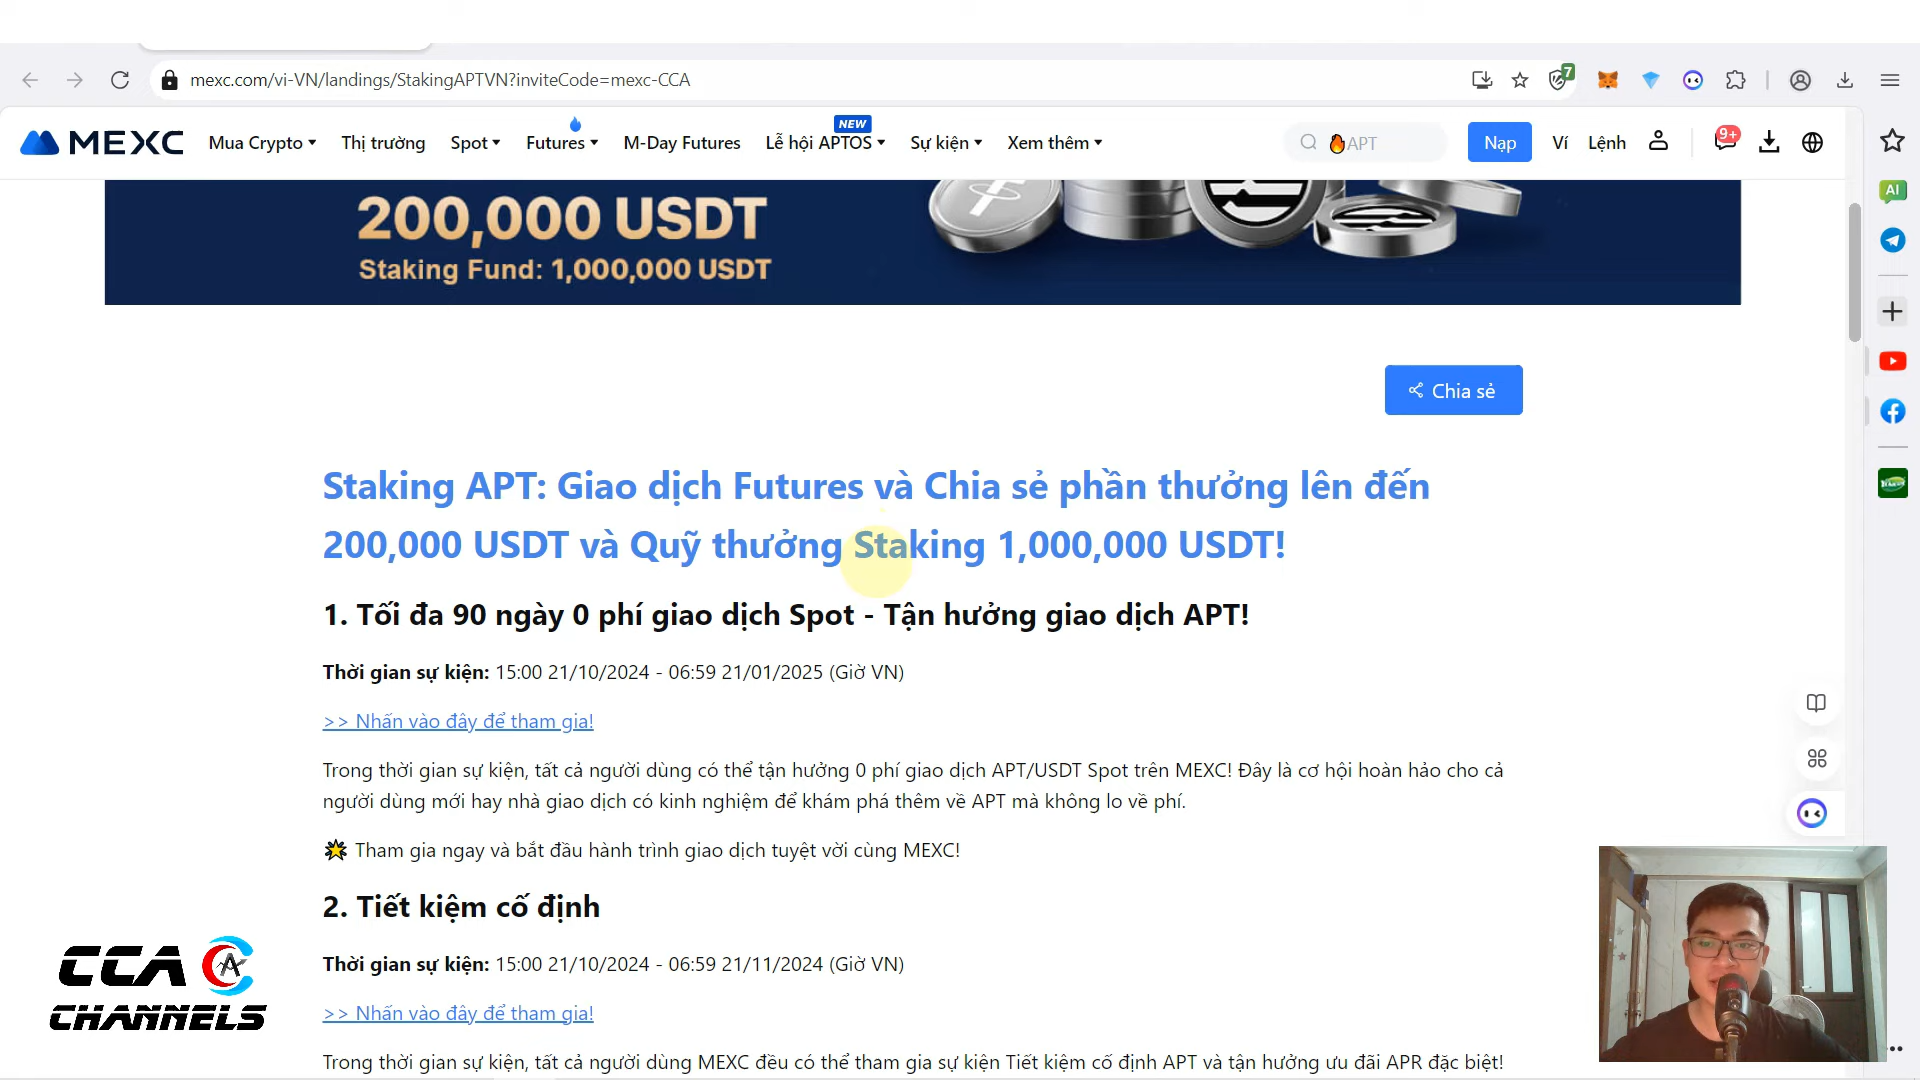 mexc.com/vi-VN/landings/StakingAPTVN?inviteCode=mexc-CCA
7
MEXC
Mua Crypto
Thị trường
Spot
Futures
M-Day Futures
Lễ hội APTOS
NEW
Sự kiện
Xem thêm
APT
Nạp
Ví
Lệnh
9+
AI
200,000 USDT
Staking Fund: 1,000,000 USDT
Chia sẻ
Staking APT: Giao dịch Futures và Chia sẻ phần thưởng lên đến
200,000 USDT và Quỹ thưởng Staking 1,000,000 USDT!
1. Tối đa 90 ngày 0 phí giao dịch Spot - Tận hưởng giao dịch APT!
Thời gian sự kiện: 15:00 21/10/2024 - 06:59 21/01/2025 (Giờ VN)
>> Nhấn vào đây để tham gia!
Trong thời gian sự kiện, tất cả người dùng có thể tận hưởng 0 phí giao dịch APT/USDT Spot trên MEXC! Đây là cơ hội hoàn hảo cho cả
người dùng mới hay nhà giao dịch có kinh nghiệm để khám phá thêm về APT mà không lo về phí.
Tham gia ngay và bắt đầu hành trình giao dịch tuyệt vời cùng MEXC!
2. Tiết kiệm cố định
Thời gian sự kiện: 15:00 21/10/2024 - 06:59 21/11/2024 (Giờ VN)
>> Nhấn vào đây để tham gia!
Trong thời gian sự kiện, tất cả người dùng MEXC đều có thể tham gia sự kiện Tiết kiệm cố định APT và tận hưởng ưu đãi APR đặc biệt!
CCA
CHANNELS